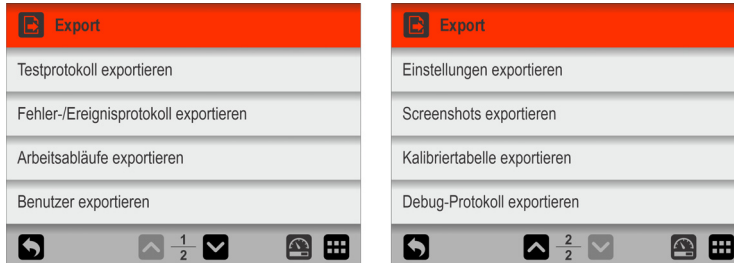 Export
Testprotokoll exportieren
Fehler-/Ereignisprotokoll exportieren
Arbeitsabläufe exportieren
Benutzer exportieren
1
2
Export
Einstellungen exportieren
Screenshots exportieren
Kalibriertabelle exportieren
Debug-Protokoll exportieren
2
2